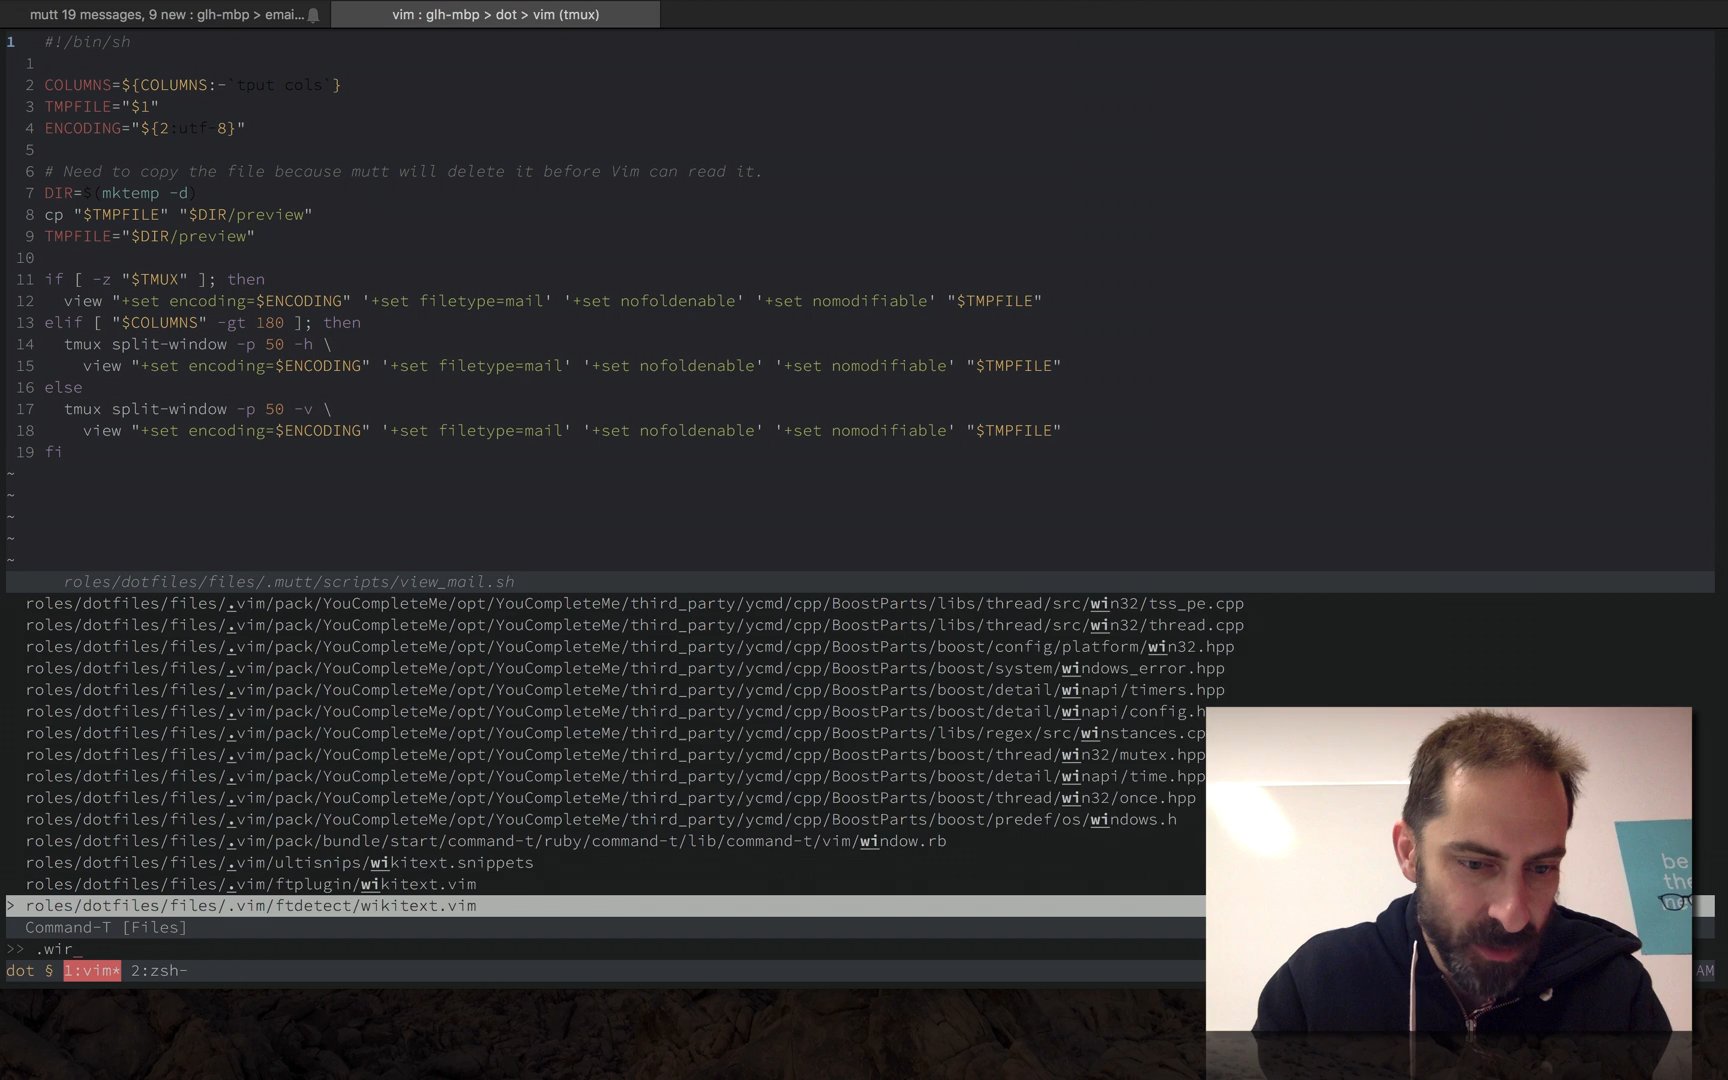 mutt 19 messages, 9 new : glh-mbp > emai...
vim : glh-mbp > dot > vim (tmux)
1 #!/bin/sh
1
2 COLUMNS=${COLUMNS:-`tput cols`}
3 TMPFILE="$1"
4 ENCODING="${2:utf-8}"
5
6 # Need to copy the file because mutt will delete it before Vim can read it.
7 DIR=$(mktemp -d)
8 cp "$TMPFILE" "$DIR/preview"
9 TMPFILE="$DIR/preview"
10
11 if [ -z "$TMUX" ]; then
12   view "+set encoding=$ENCODING" '+set filetype=mail' '+set nofoldenable' '+set nomodifiable' "$TMPFILE"
13 elif [ "$COLUMNS" -gt 180 ]; then
14   tmux split-window -p 50 -h \
15     view "+set encoding=$ENCODING" '+set filetype=mail' '+set nofoldenable' '+set nomodifiable' "$TMPFILE"
16 else
17   tmux split-window -p 50 -v \
18     view "+set encoding=$ENCODING" '+set filetype=mail' '+set nofoldenable' '+set nomodifiable' "$TMPFILE"
19 fi
~
~
~
~
~
roles/dotfiles/files/.mutt/scripts/view_mail.sh
roles/dotfiles/files/.vim/pack/YouCompleteMe/opt/YouCompleteMe/third_party/ycmd/cpp/BoostParts/libs/thread/src/win32/tss_pe.cpp
roles/dotfiles/files/.vim/pack/YouCompleteMe/opt/YouCompleteMe/third_party/ycmd/cpp/BoostParts/libs/thread/src/win32/thread.cpp
roles/dotfiles/files/.vim/pack/YouCompleteMe/opt/YouCompleteMe/third_party/ycmd/cpp/BoostParts/boost/config/platform/win32.hpp
roles/dotfiles/files/.vim/pack/YouCompleteMe/opt/YouCompleteMe/third_party/ycmd/cpp/BoostParts/boost/system/windows_error.hpp
roles/dotfiles/files/.vim/pack/YouCompleteMe/opt/YouCompleteMe/third_party/ycmd/cpp/BoostParts/boost/detail/winapi/timers.hpp
roles/dotfiles/files/.vim/pack/YouCompleteMe/opt/YouCompleteMe/third_party/ycmd/cpp/BoostParts/boost/detail/winapi/config.h
roles/dotfiles/files/.vim/pack/YouCompleteMe/opt/YouCompleteMe/third_party/ycmd/cpp/BoostParts/libs/regex/src/winstances.cp
roles/dotfiles/files/.vim/pack/YouCompleteMe/opt/YouCompleteMe/third_party/ycmd/cpp/BoostParts/boost/thread/win32/mutex.hpp
roles/dotfiles/files/.vim/pack/YouCompleteMe/opt/YouCompleteMe/third_party/ycmd/cpp/BoostParts/boost/detail/winapi/time.hpp
roles/dotfiles/files/.vim/pack/YouCompleteMe/opt/YouCompleteMe/third_party/ycmd/cpp/BoostParts/boost/thread/win32/once.hpp
roles/dotfiles/files/.vim/pack/YouCompleteMe/opt/YouCompleteMe/third_party/ycmd/cpp/BoostParts/boost/predef/os/windows.h
roles/dotfiles/files/.vim/pack/bundle/start/command-t/ruby/command-t/lib/command-t/vim/window.rb
roles/dotfiles/files/.vim/ultisnips/wikitext.snippets
roles/dotfiles/files/.vim/ftplugin/wikitext.vim
> roles/dotfiles/files/.vim/ftdetect/wikitext.vim
Command-T [Files]
>> .wir_
dot § 1:vim* 2:zsh-
AM
be
the